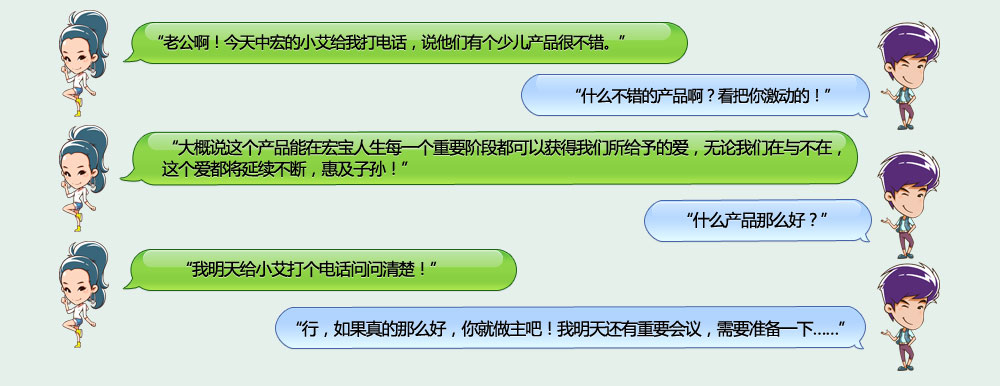 “老公啊！今天中宏的小艾给我打电话，说他们有个少儿产品很不错。”
“什么不错的产品啊？看把你激动的！”
“大概说这个产品能在宏宝人生每一个重要阶段都可以获得我们所给予的爱，无论我们在与不在，
这个爱都将延续不断，惠及子孙！”
“什么产品那么好？”
“我明天给小艾打个电话问问清楚！”
“行，如果真的那么好，你就做主吧！我明天还有重要会议，需要准备一下......”